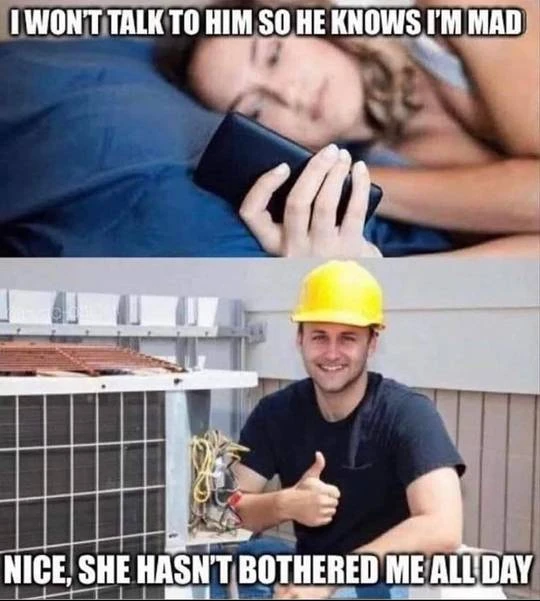 I WON'T TALK TO HIM SO HE KNOWS I'M MAD
NICE, SHE HASN'T BOTHERED ME ALL DAY